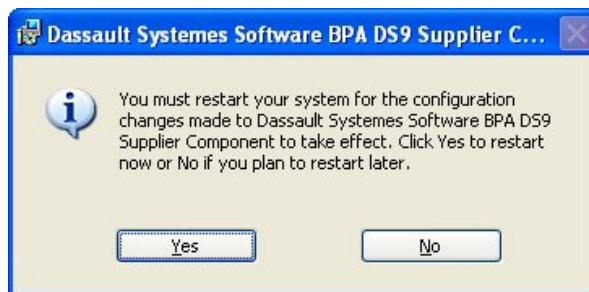 Dassault Systemes Software BPA DS9 Supplier C...
You must restart your system for the configuration
changes made to Dassault Systemes Software BPA DS9
Supplier Component to take effect. Click Yes to restart
now or No if you plan to restart later.
Yes
No